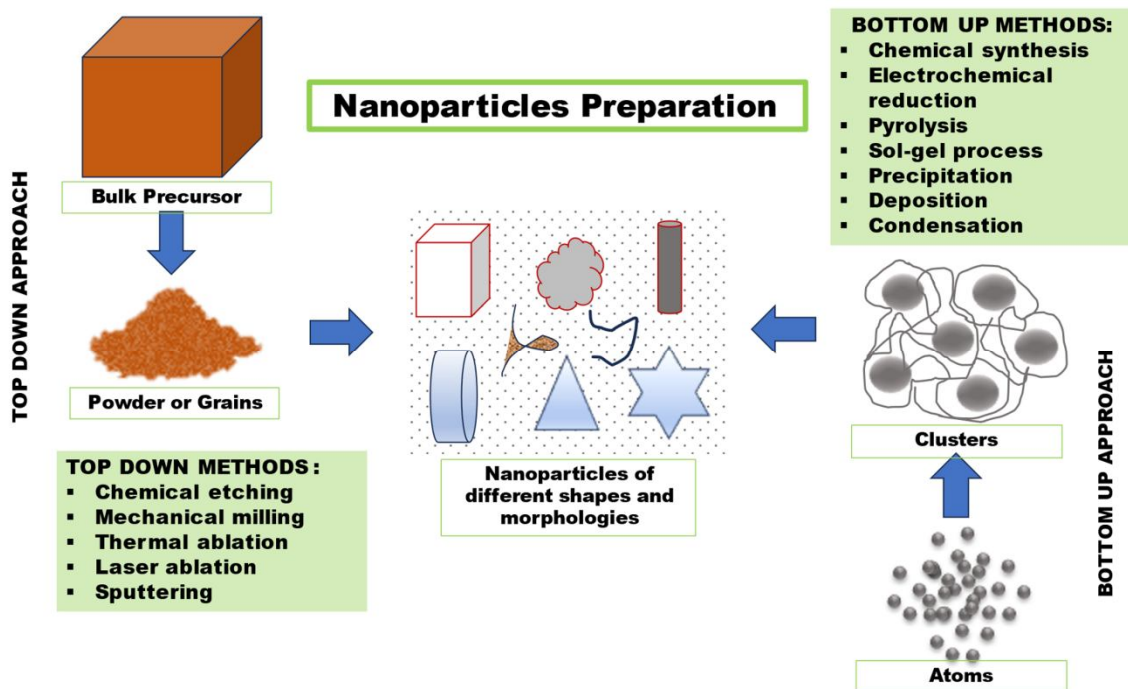 Nanoparticles Preparation
TOP DOWN APPROACH
Bulk Precursor
Powder or Grains
TOP DOWN METHODS :
▪ Chemical etching
▪ Mechanical milling
▪ Thermal ablation
▪ Laser ablation
▪ Sputtering
Nanoparticles of
different shapes and
morphologies
BOTTOM UP METHODS:
▪ Chemical synthesis
▪ Electrochemical
reduction
▪ Pyrolysis
▪ Sol-gel process
▪ Precipitation
▪ Deposition
▪ Condensation
Clusters
Atoms
BOTTOM UP APPROACH